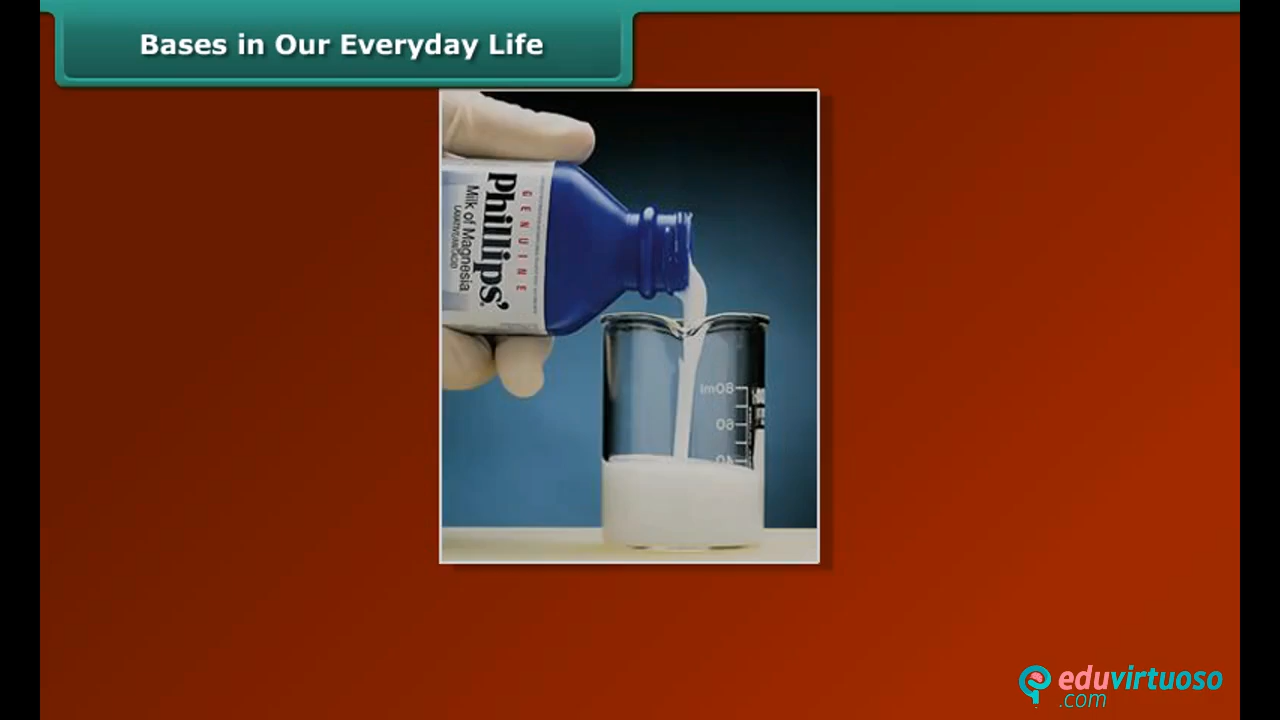 Bases in Our Everyday Life
GENUINE
Phillips'
Milk of Magnesia
80ml
60
40
eduvirtuoso
.com